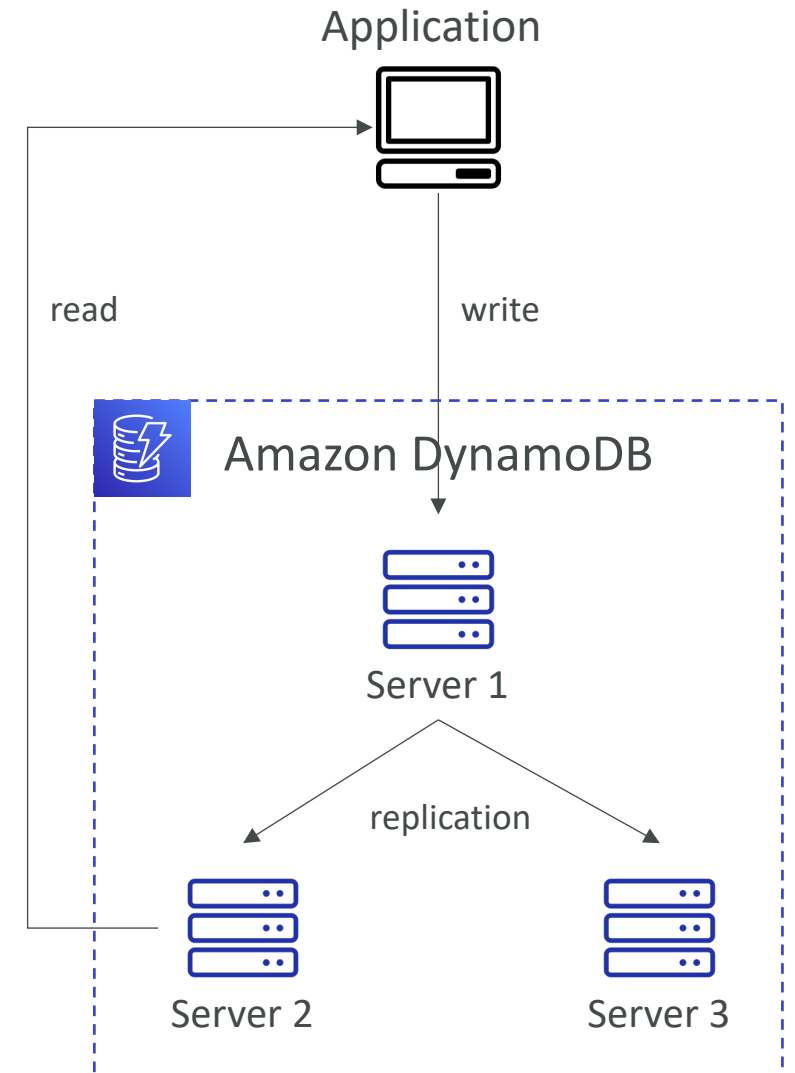 Application
read
write
Amazon DynamoDB
Server 1
replication
Server 2
Server 3